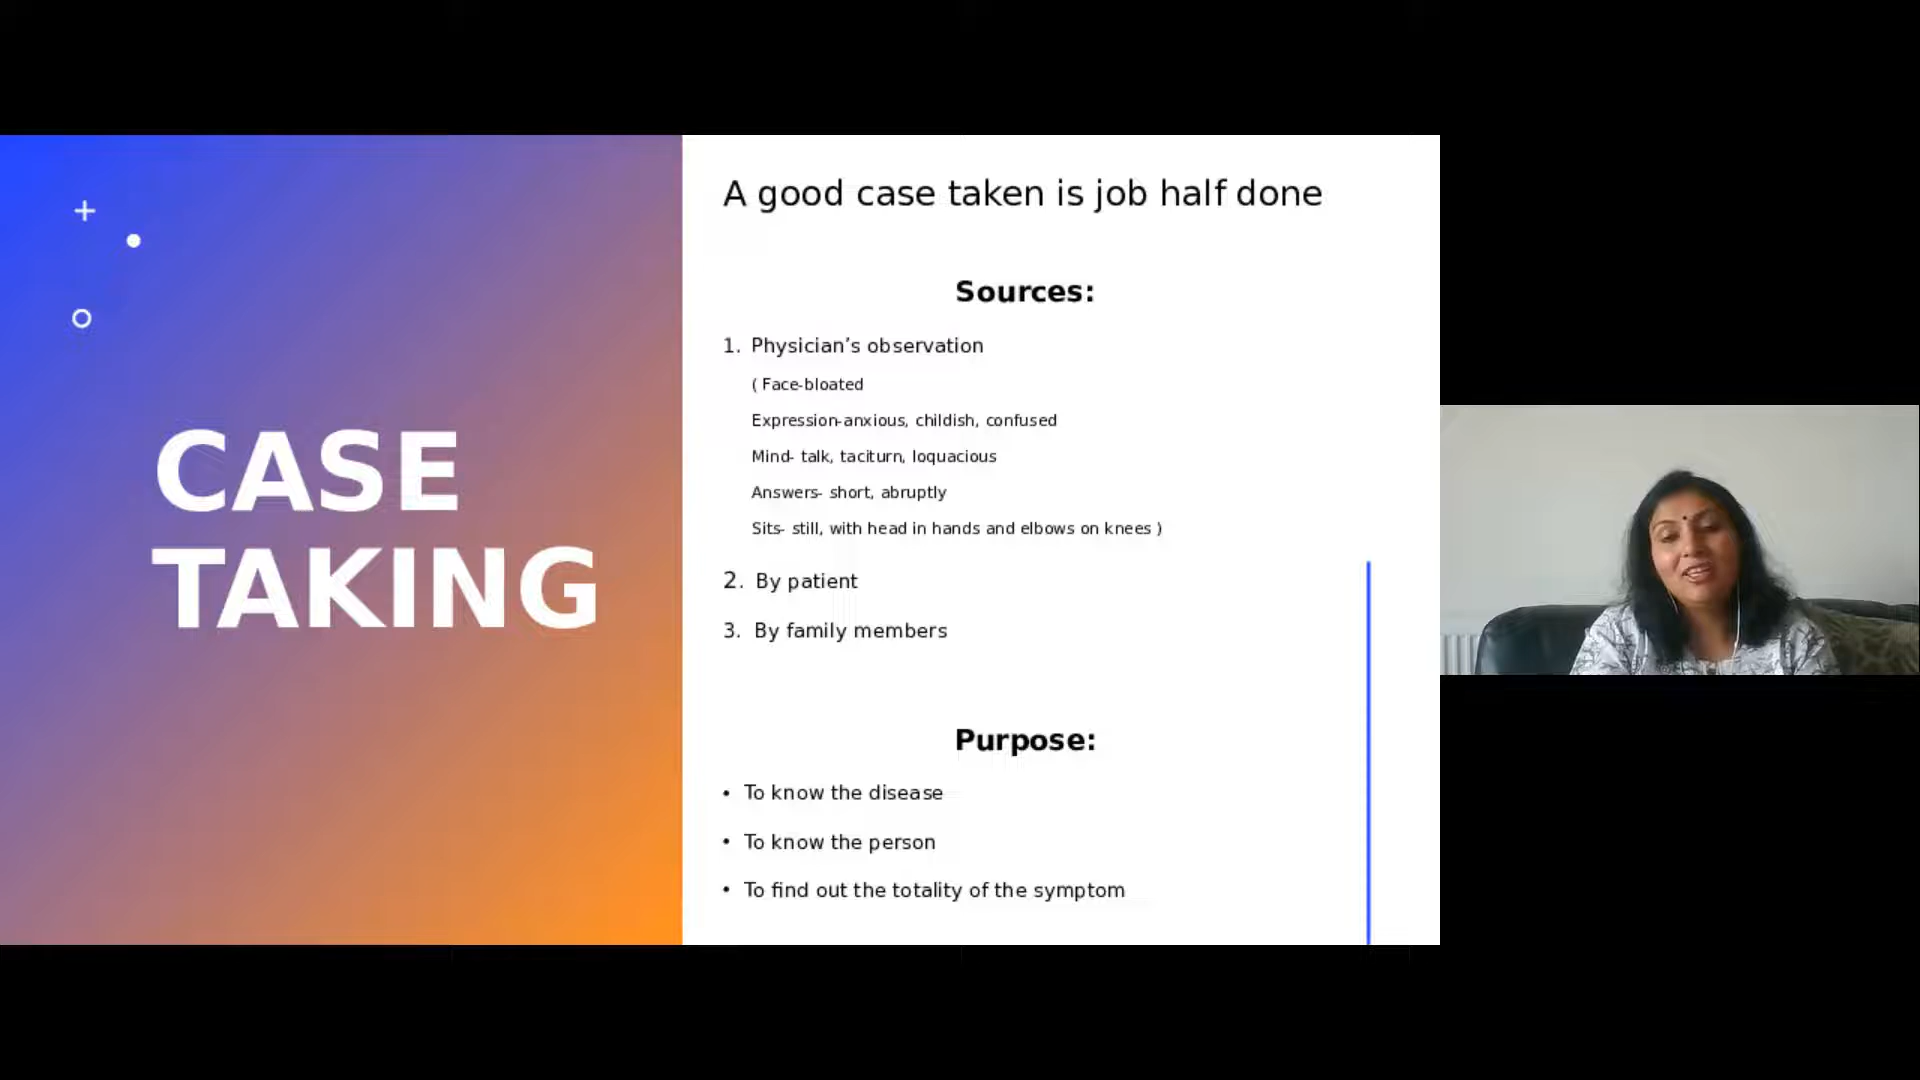 CASE
TAKING
A good case taken is job half done
Sources:
1. Physician’s observation
( Face-bloated
Expression-anxious, childish, confused
Mind- talk, taciturn, loquacious
Answers- short, abruptly
Sits- still, with head in hands and elbows on knees )
2. By patient
3. By family members
Purpose:
• To know the disease
• To know the person
• To find out the totality of the symptom